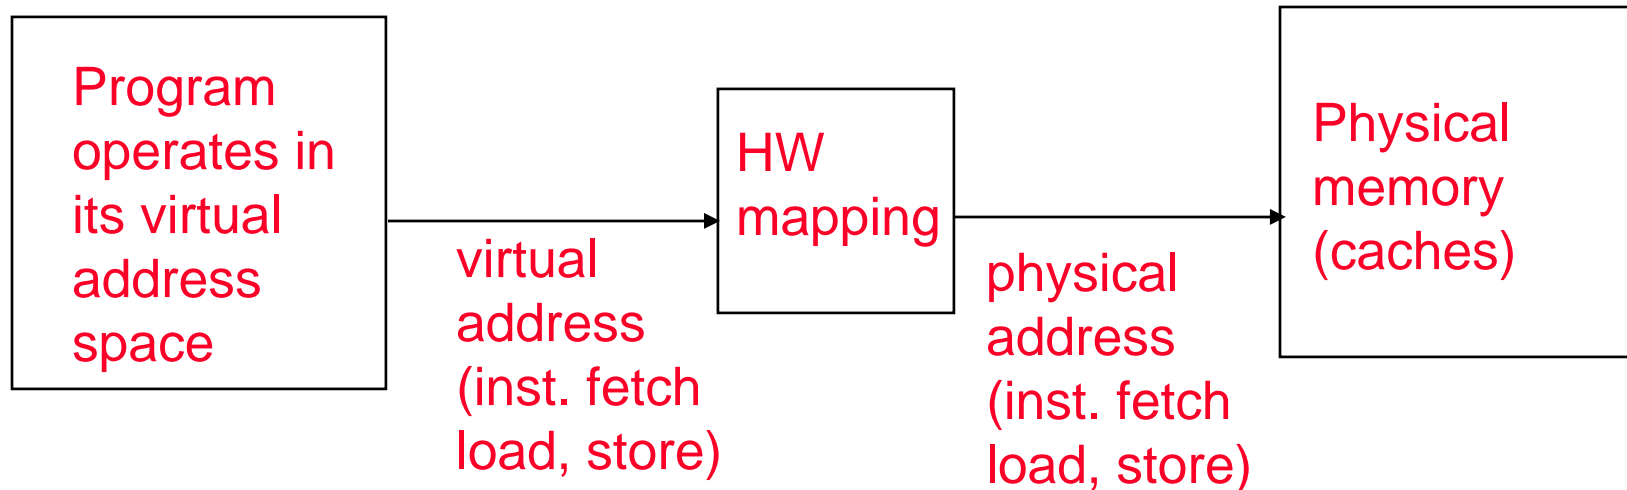 Program
operates in
its virtual
address
space
virtual
address
(inst. fetch
load, store)
HW
mapping
physical
address
(inst. fetch
load, store)
Physical
memory
(caches)